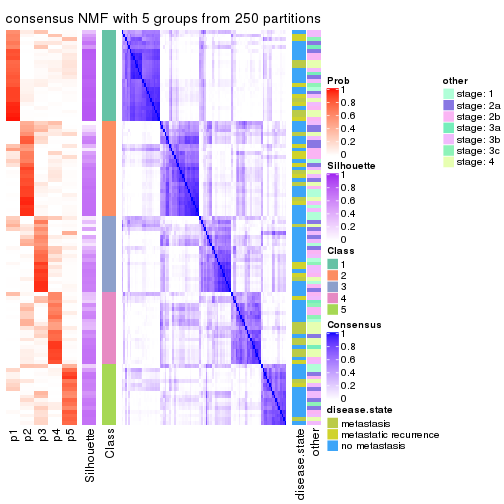 consensus NMF with 5 groups from 250 partitions
Prob
1
0.8
0.6
0.4
0.2
0
Silhouette
1
0.8
0.6
0.4
0.2
0
Class
1
2
3
4
5
Consensus
1
0.8
0.6
0.4
0.2
0
disease.state
metastasis
metastatic recurrence
no metastasis
other
stage: 1
stage: 2a
stage: 2b
stage: 3a
stage: 3b
stage: 3c
stage: 4
p1
p2
p3
p4
p5
Silhouette
Class
disease.state
other